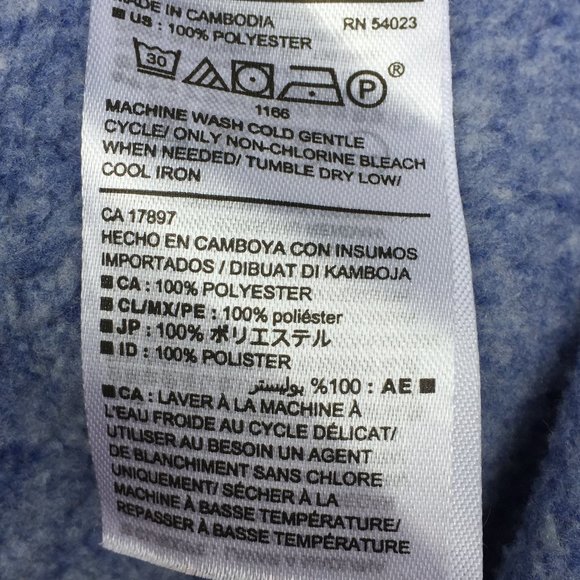 MADE IN CAMBODIA RN 54023
■ US : 100% POLYESTER
30 P ®
1166
MACHINE WASH COLD GENTLE
CYCLE/ ONLY NON-CHLORINE BLEACH
WHEN NEEDED/ TUMBLE DRY LOW/
COOL IRON
CA 17897
HECHO EN CAMBOYA CON INSUMOS
IMPORTADOS / DIBUAT DI KAMBOJA
■ CA : 100% POLYESTER
■ CL/MX/PE : 100% poliéster
■ JP : 100% ポリエステル
■ ID : 100% POLISTER
■ AE : 100% بوليستر
■ CA : LAVER À LA MACHINE À
L'EAU FROIDE AU CYCLE DÉLICAT/
UTILISER AU BESOIN UN AGENT
DE BLANCHIMENT SANS CHLORE
UNIQUEMENT/ SÉCHER À LA
MACHINE À BASSE TEMPÉRATURE/
REPASSER À BASSE TEMPÉRATURE